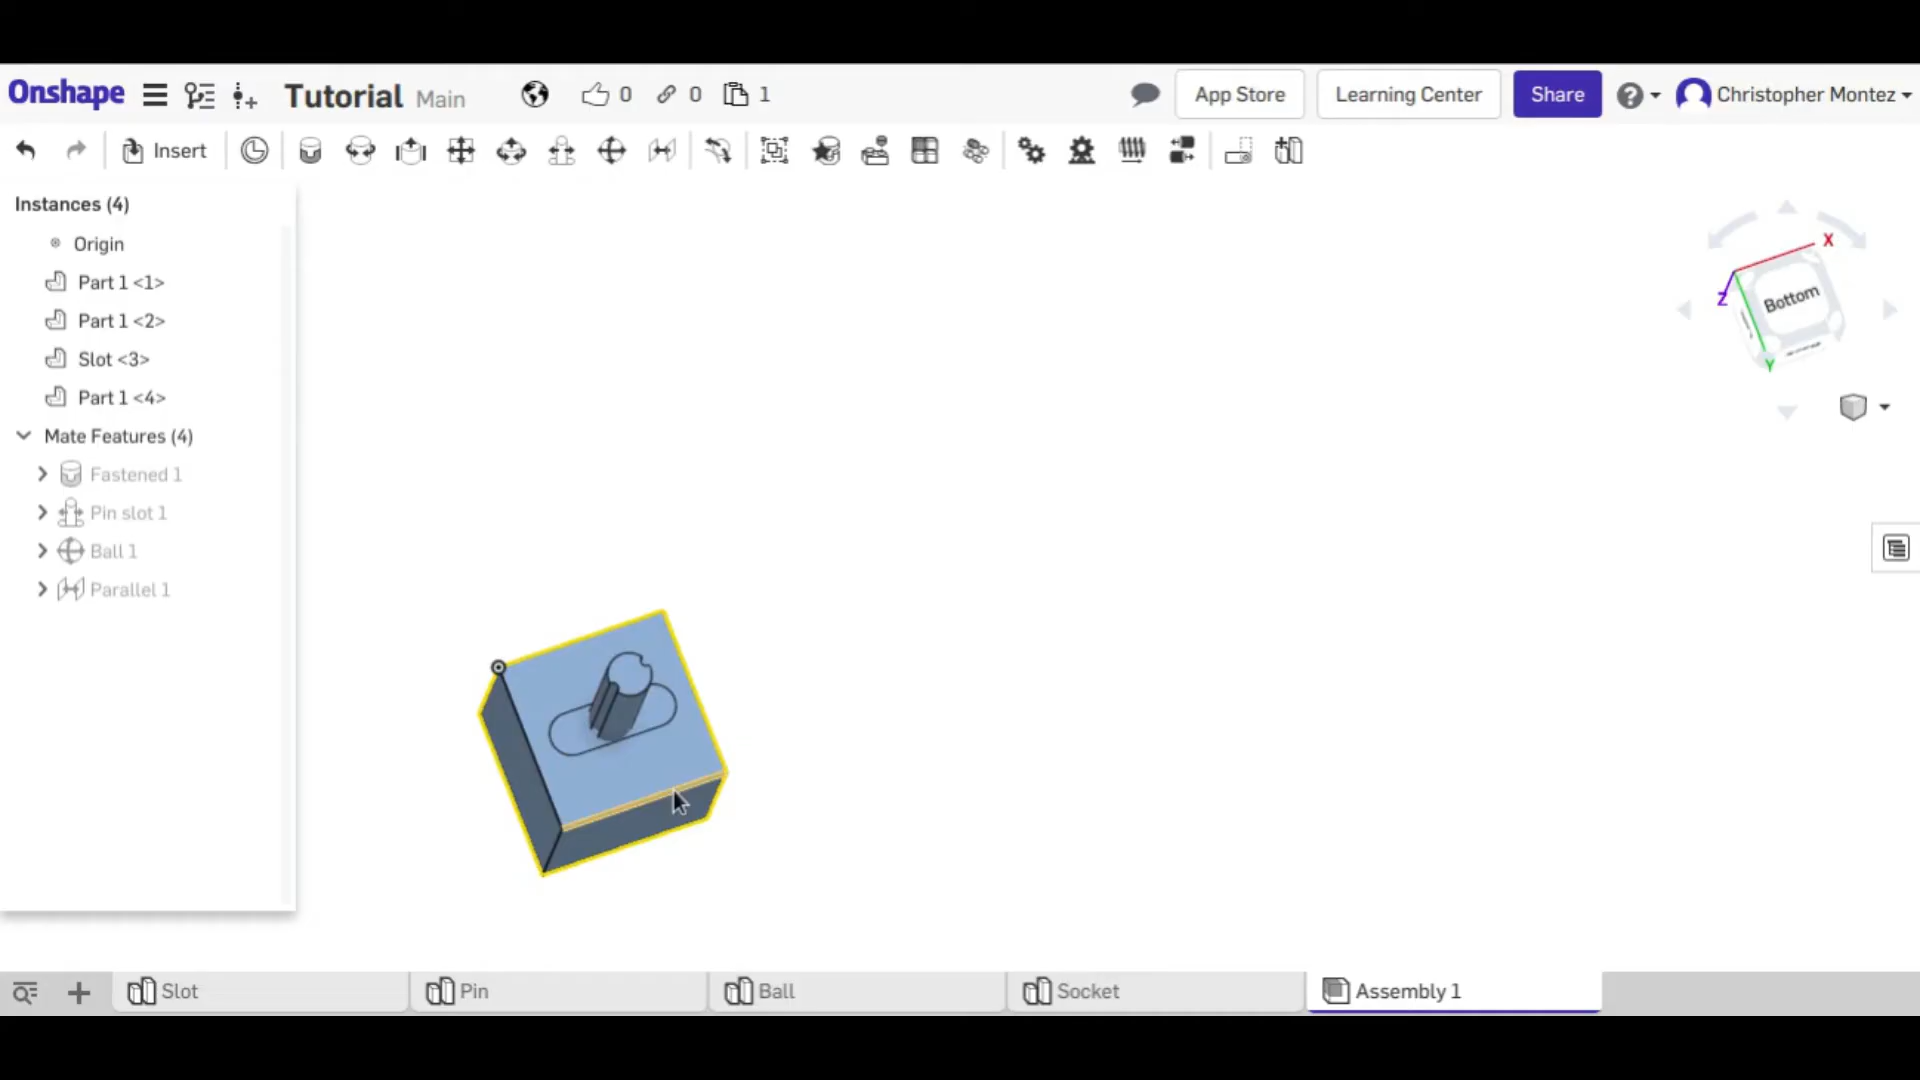 Onshape Tutorial Main 0 0 1 App Store Learning Center Share Christopher Montez
Insert
Instances (4)
Origin
Part 1 <1>
Part 1 <2>
Slot <3>
Part 1 <4>
Mate Features (4)
Fastened 1
Pin slot 1
Ball 1
Parallel 1
X
Z
Bottom
Y
Slot Pin Ball Socket Assembly 1